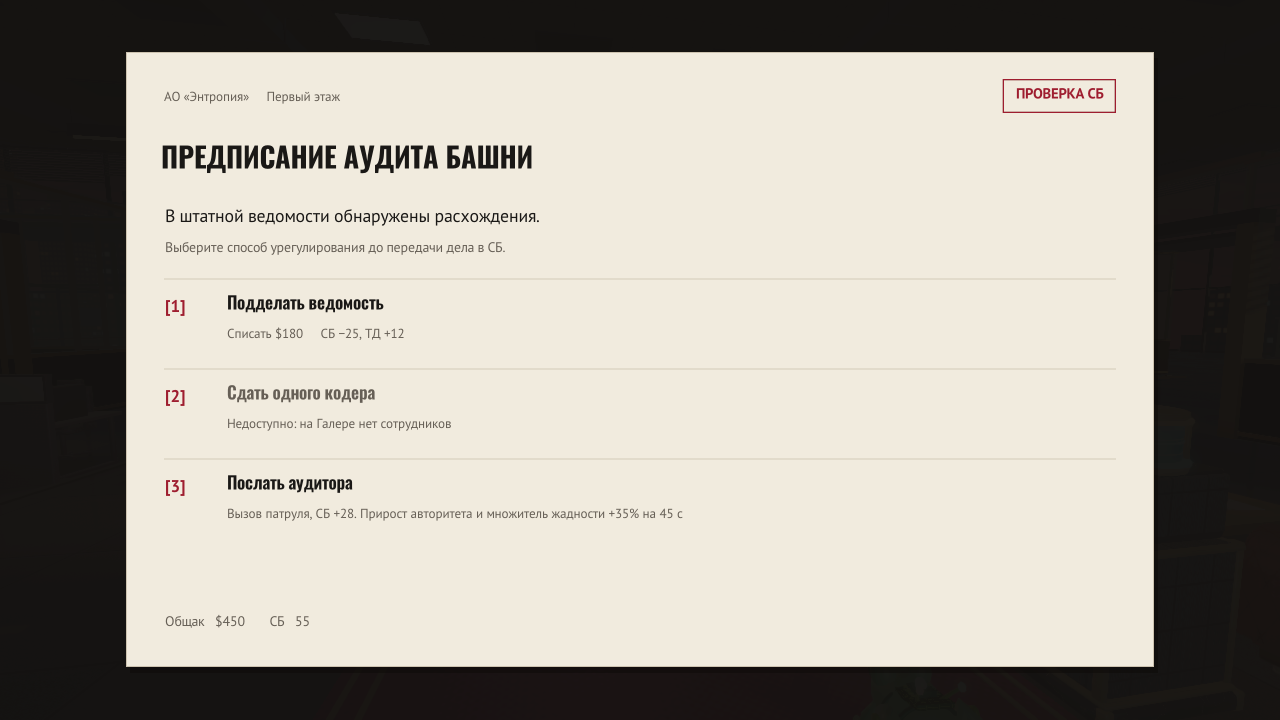 АО «Энтропия» Первый этаж
ПРОВЕРКА СБ
ПРЕДПИСАНИЕ АУДИТА БАШНИ
В штатной ведомости обнаружены расхождения.
Выберите способ урегулирования до передачи дела в СБ.
[1] Подделать ведомость
Списать $180 СБ −25, ТД +12
[2] Сдать одного кодера
Недоступно: на Галере нет сотрудников
[3] Послать аудитора
Вызов патруля, СБ +28. Прирост авторитета и множитель жадности +35% на 45 с
Общак $450 СБ 55